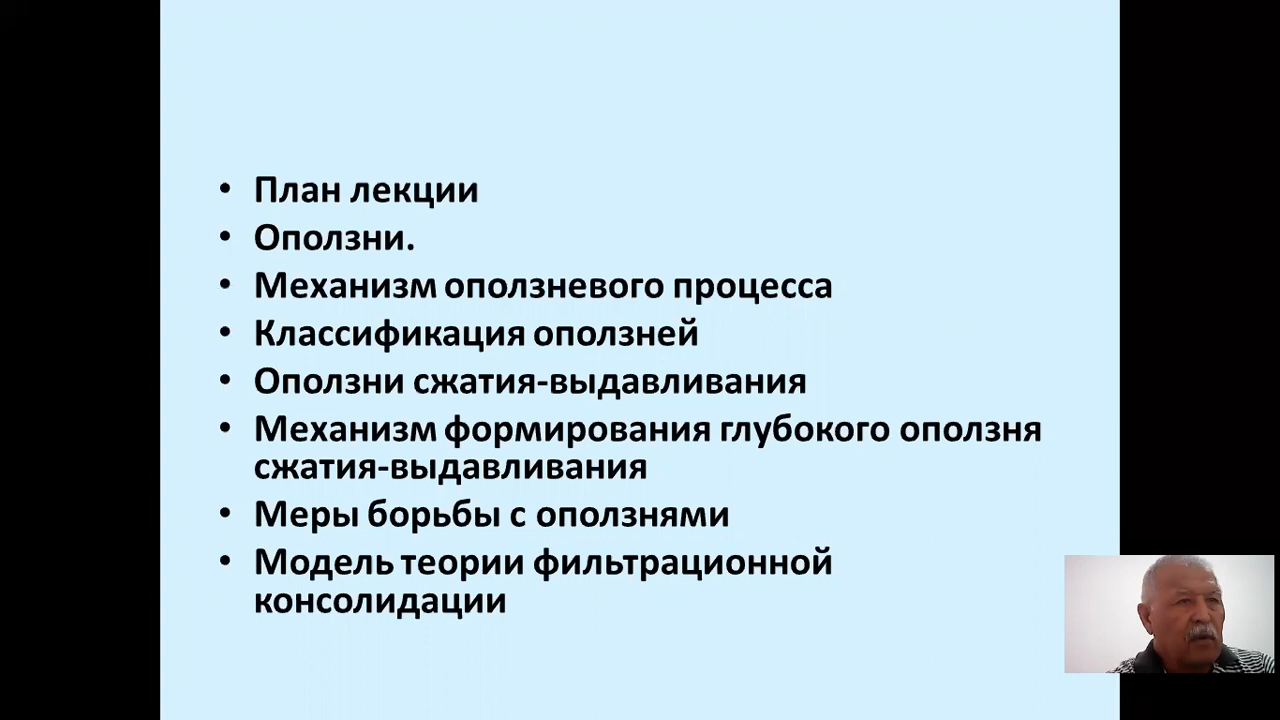 • План лекции
• Оползни.
• Механизм оползневого процесса
• Классификация оползней
• Оползни сжатия-выдавливания
• Механизм формирования глубокого оползня
сжатия-выдавливания
• Меры борьбы с оползнями
• Модель теории фильтрационной
консолидации